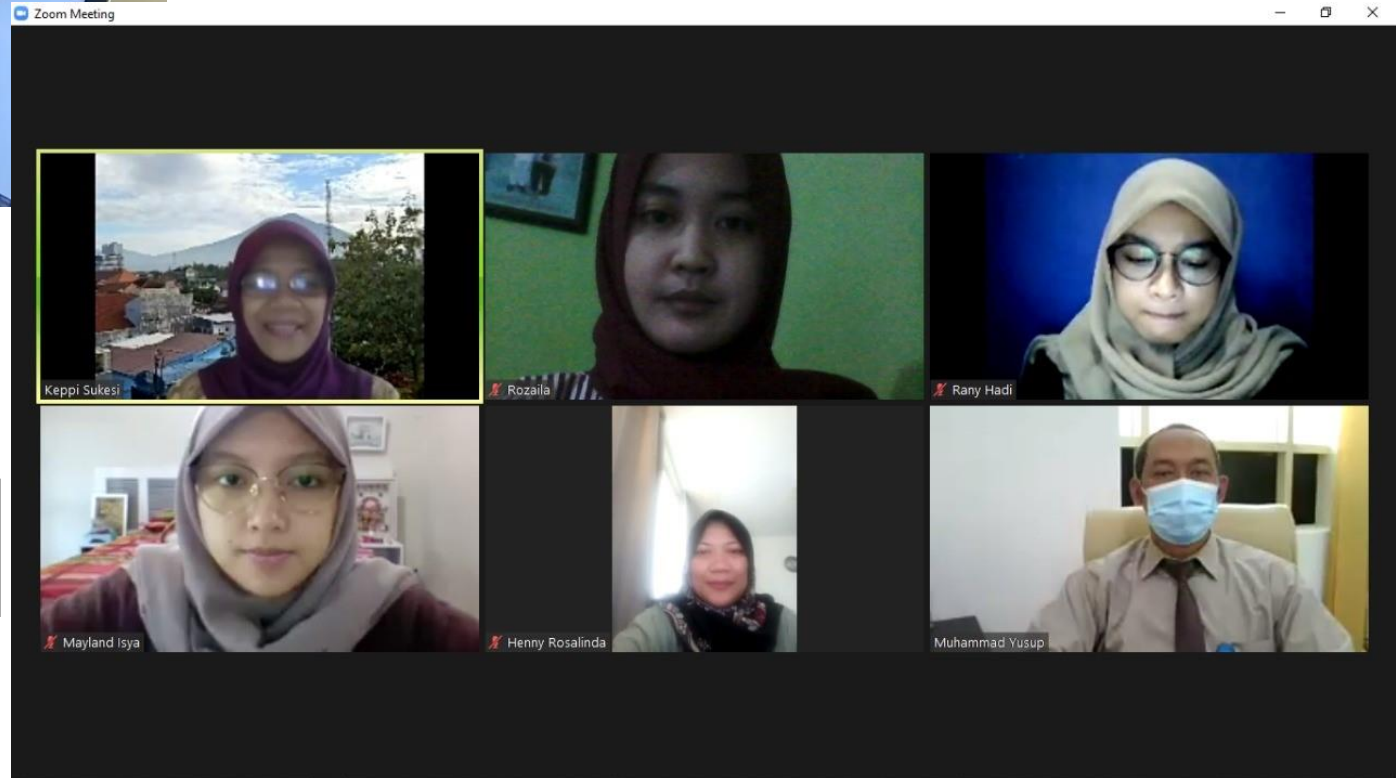 Zoom Meeting
Keppi Sukesi
Rozaila
Rany Hadi
Mayland Isya
Henny Rosalinda
Muhammad Yusup